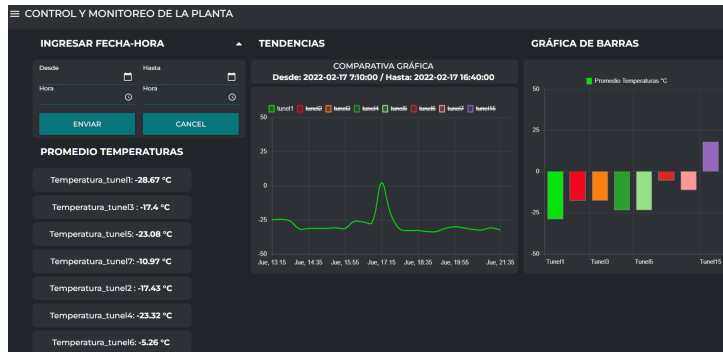 CONTROL Y MONITOREO DE LA PLANTA
INGRESAR FECHA-HORA
Desde
Hasta
Hora
Hora
ENVIAR
CANCEL
PROMEDIO TEMPERATURAS
Temperatura_tunel1: -28.67 °C
Temperatura_tunel3 : -17.4 °C
Temperatura_tunel5: -23.08 °C
Temperatura_tunel7: -10.97 °C
Temperatura_tunel2 : -17.43 °C
Temperatura_tunel4: -23.32 °C
Temperatura_tunel6: -5.26 °C
TENDENCIAS
COMPARATIVA GRÁFICA
Desde: 2022-02-17 7:10:00 / Hasta: 2022-02-17 16:40:00
tunel1 tunel2 tunel3 tunel4 tunel5 tunel6 tunel7 tunel15
50
25
0
-25
-50
Jue, 13:15 Jue, 14:35 Jue, 15:55 Jue, 17:15 Jue, 18:35 Jue, 19:55 Jue, 21:35
GRÁFICA DE BARRAS
Promedio Temperaturas °C
50
25
0
-25
-50
Tunel1 Tunel3 Tunel5 Tunel15